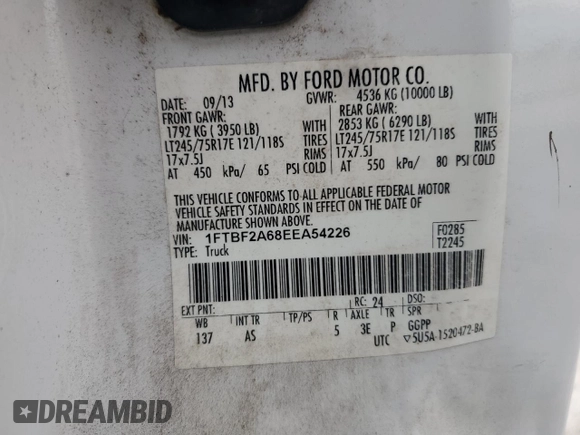 MFD. BY FORD MOTOR CO.
DATE: 09/13 GVWR: 4536 KG (10000 LB)
FRONT GAWR: REAR GAWR:
1792 KG ( 3950 LB) WITH 2853 KG ( 6290 LB) WITH
LT245/75R17E 121/118S TIRES LT245/75R17E 121/118S TIRES
17x7.5J RIMS 17x7.5J RIMS
AT 450 kPa/ 65 PSI COLD AT 550 kPa/ 80 PSI COLD
THIS VEHICLE CONFORMS TO ALL APPLICABLE FEDERAL MOTOR
VEHICLE SAFETY STANDARDS IN EFFECT ON THE DATE OF
MANUFACTURE SHOWN ABOVE.
VIN: 1FTBF2A68EEA54226 F0285
TYPE: Truck T2245
EXT PNT: RC: 24 DSO:
WB INT TR TP/PS R AXLE TR SPR
137 AS 5 3E P GGPP
UTC ▽5U5A-1520472-BA
DREAMBID